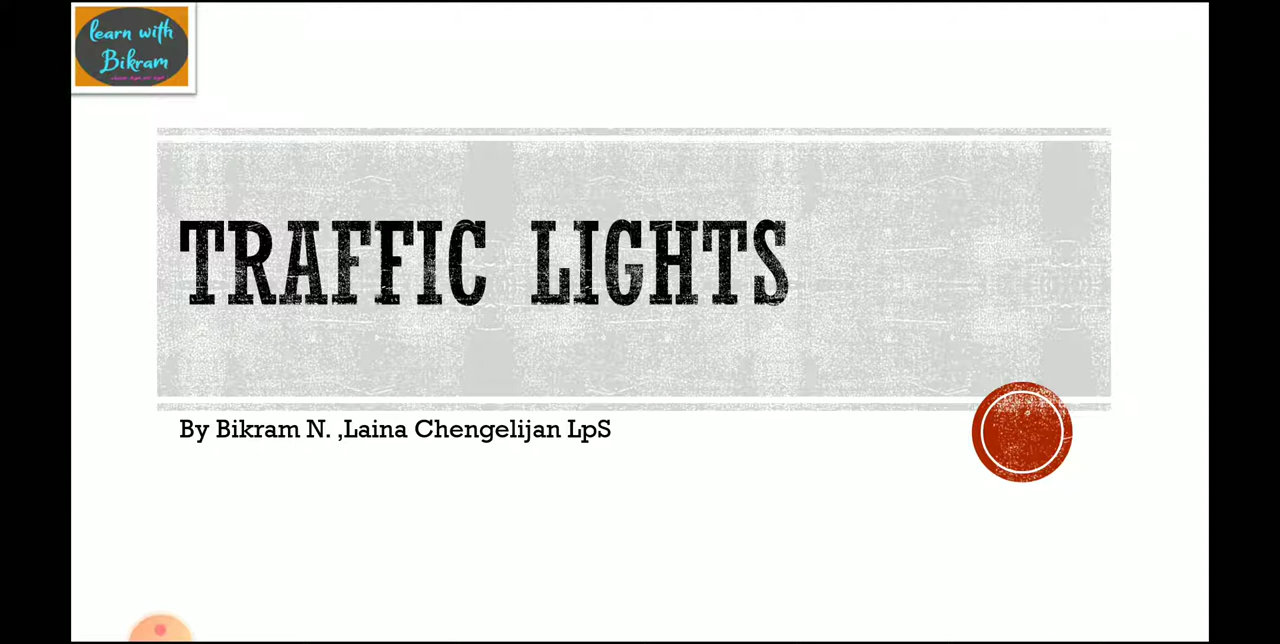 learn with
Bikram
TRAFFIC LIGHTS
By Bikram N. ,Laina Chengelijan LpS